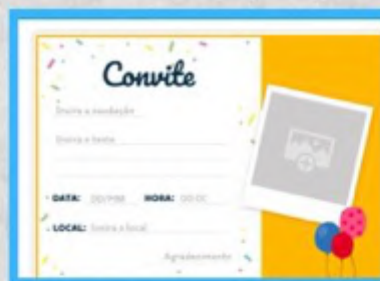 Convite
Insira a saudação
Insira o texto
DATA: DD/MM HORA: 00:00
LOCAL: Insira o local
Agradecimento